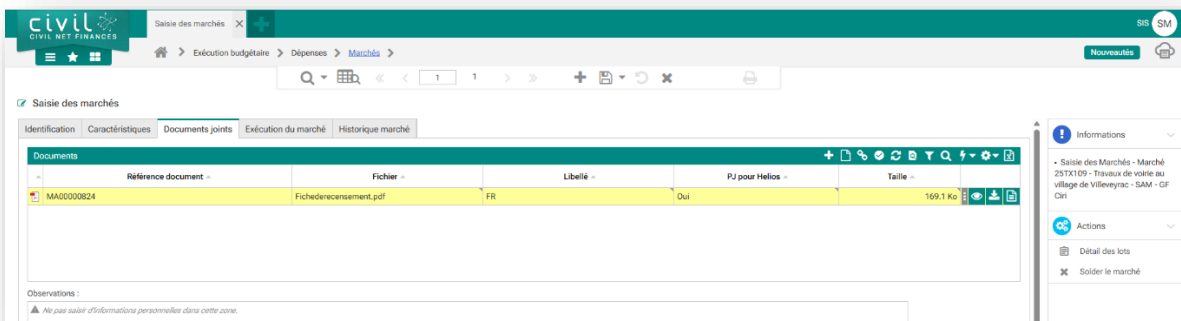 civil
CIVIL NET FINANCES
Saisie des marchés
SIS SM
Exécution budgétaire > Dépenses > Marchés >
Nouveautés
1 1
Saisie des marchés
Identification Caractéristiques Documents joints Exécution du marché Historique marché
Documents
Référence document Fichier Libellé PJ pour Helios Taille
MA00000824 Fichederecensement.pdf FR Oui 169.1 Ko
Observations :
Ne pas saisir d'informations personnelles dans cette zone.
Informations
• Saisie des Marchés - Marché
25TX109 - Travaux de voirie au
village de Villeveyrac - SAM - GF
Ciri
Actions
Détail des lots
Solder le marché